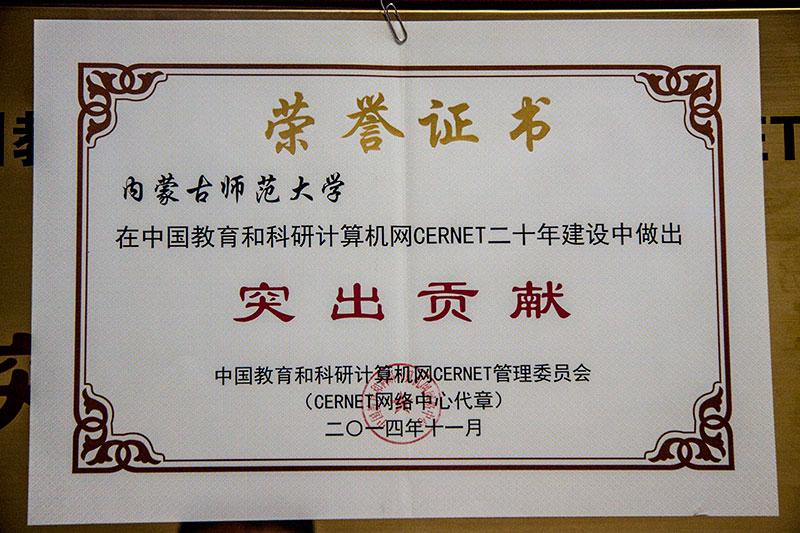 荣誉证书
内蒙古师范大学
在中国教育和科研计算机网CERNET二十年建设中做出
突出贡献
中国教育和科研计算机网CERNET管理委员会
（CERNET网络中心代章）
二〇一四年十一月